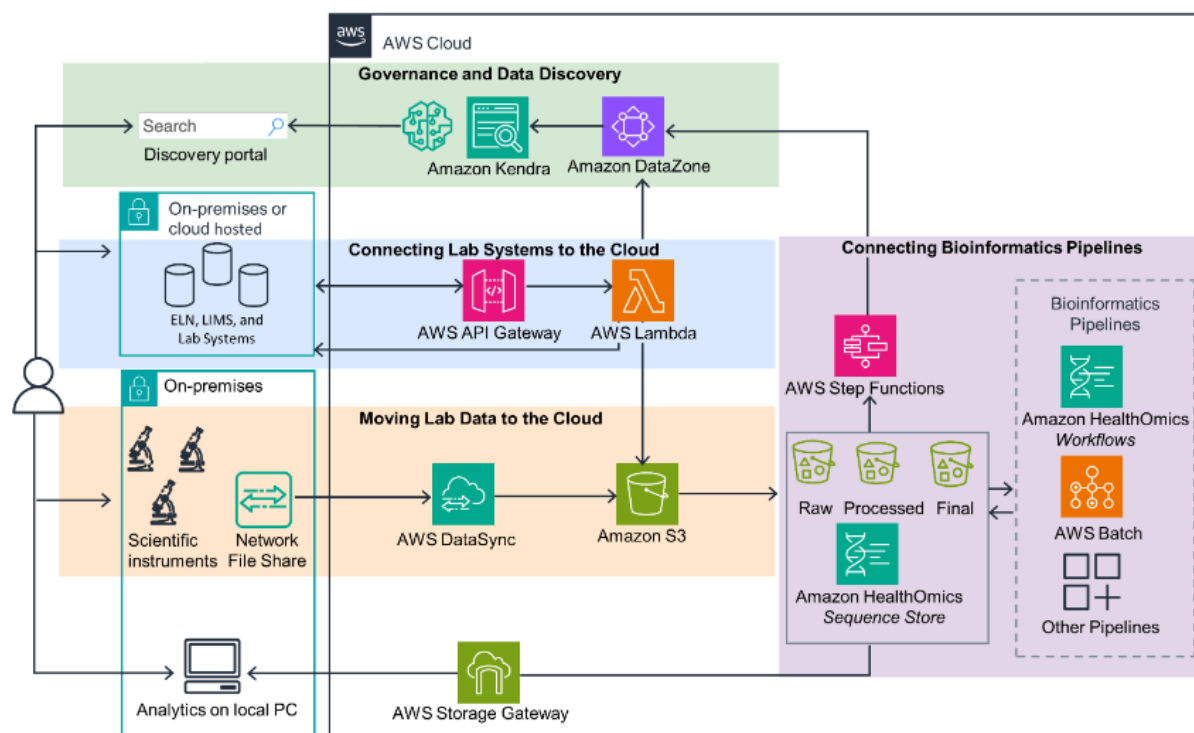 aws
AWS Cloud
Governance and Data Discovery
Search
Discovery portal
Amazon Kendra
Amazon DataZone
On-premises or
cloud hosted
Connecting Lab Systems to the Cloud
ELN, LIMS, and
Lab Systems
AWS API Gateway
AWS Lambda
Connecting Bioinformatics Pipelines
Bioinformatics
Pipelines
AWS Step Functions
Amazon HealthOmics
Workflows
On-premises
Moving Lab Data to the Cloud
Scientific
instruments
Network
File Share
AWS DataSync
Amazon S3
Raw
Processed
Final
AWS Batch
Amazon HealthOmics
Sequence Store
Other Pipelines
Analytics on local PC
AWS Storage Gateway